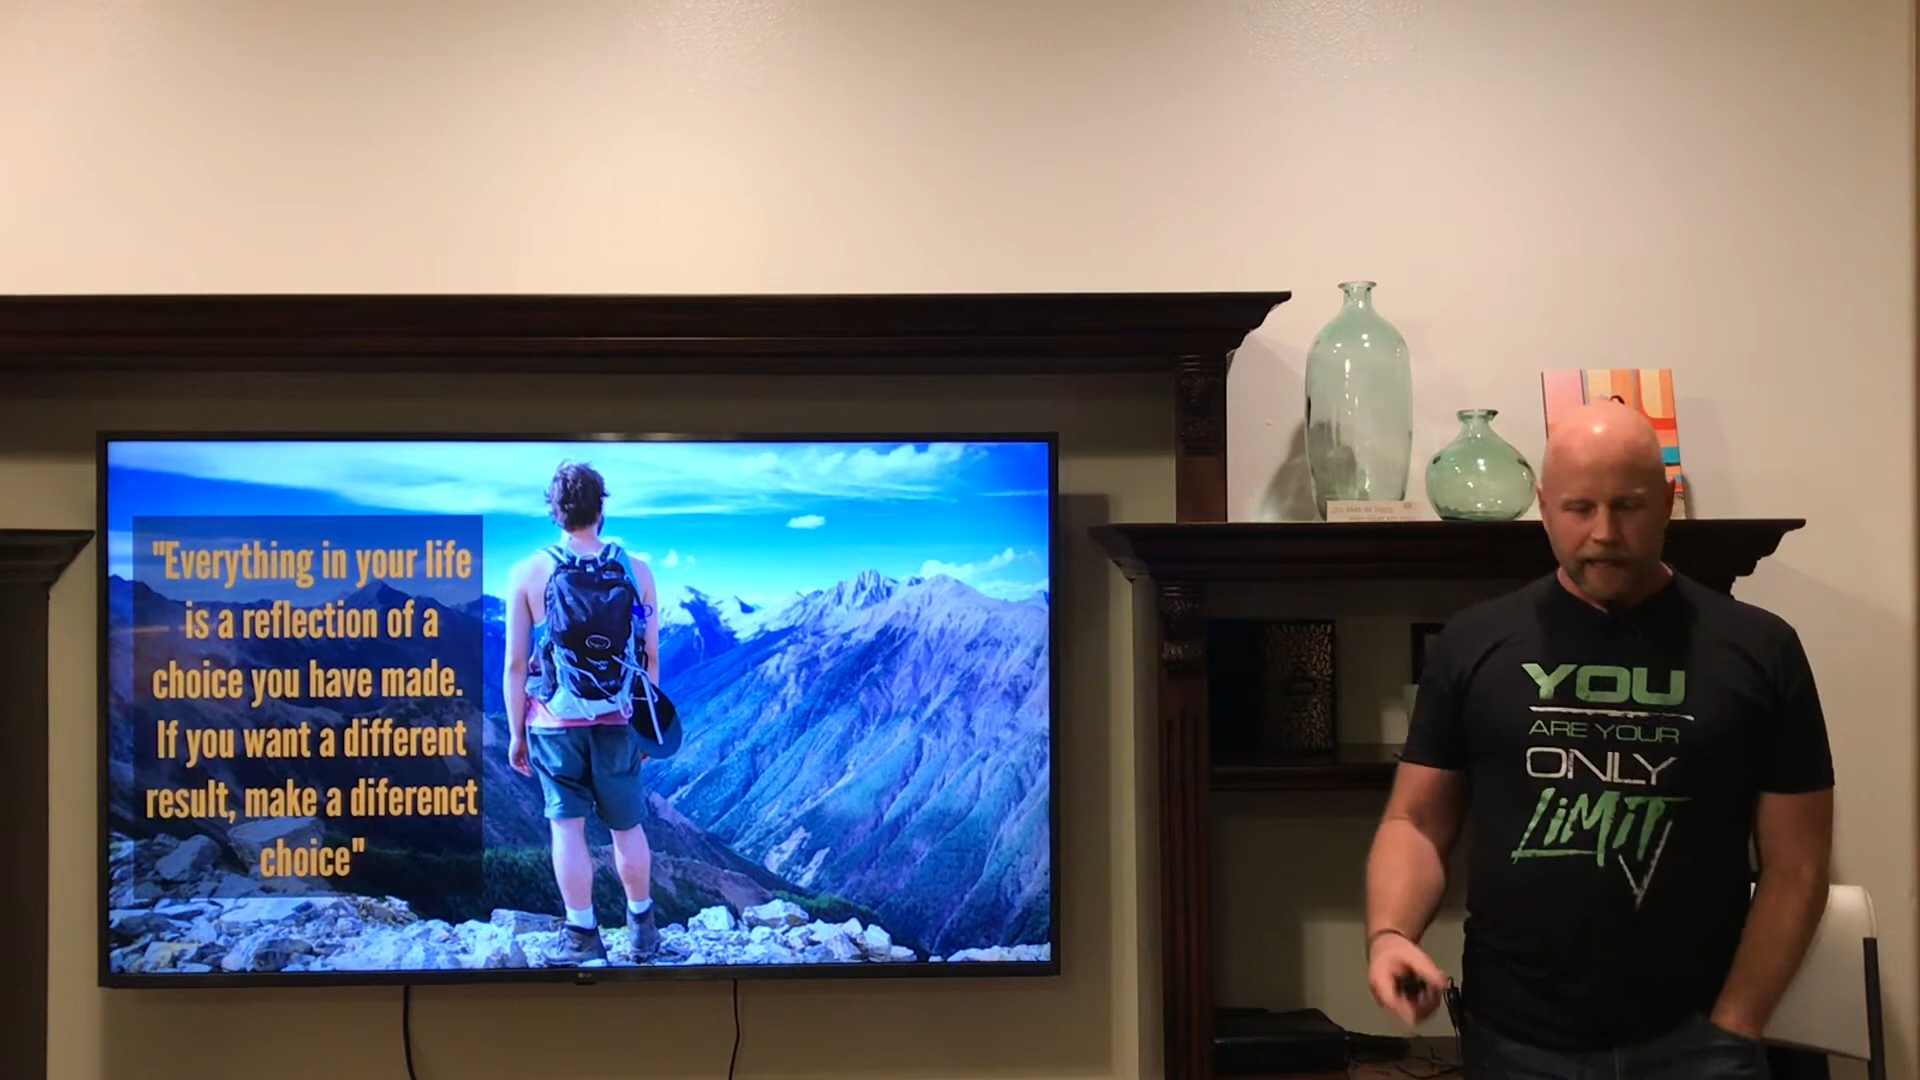 "Everything in your life
is a reflection of a
choice you have made.
If you want a different
result, make a diferenct
choice"
YOU
ARE YOUR
ONLY
LiMiT
LG